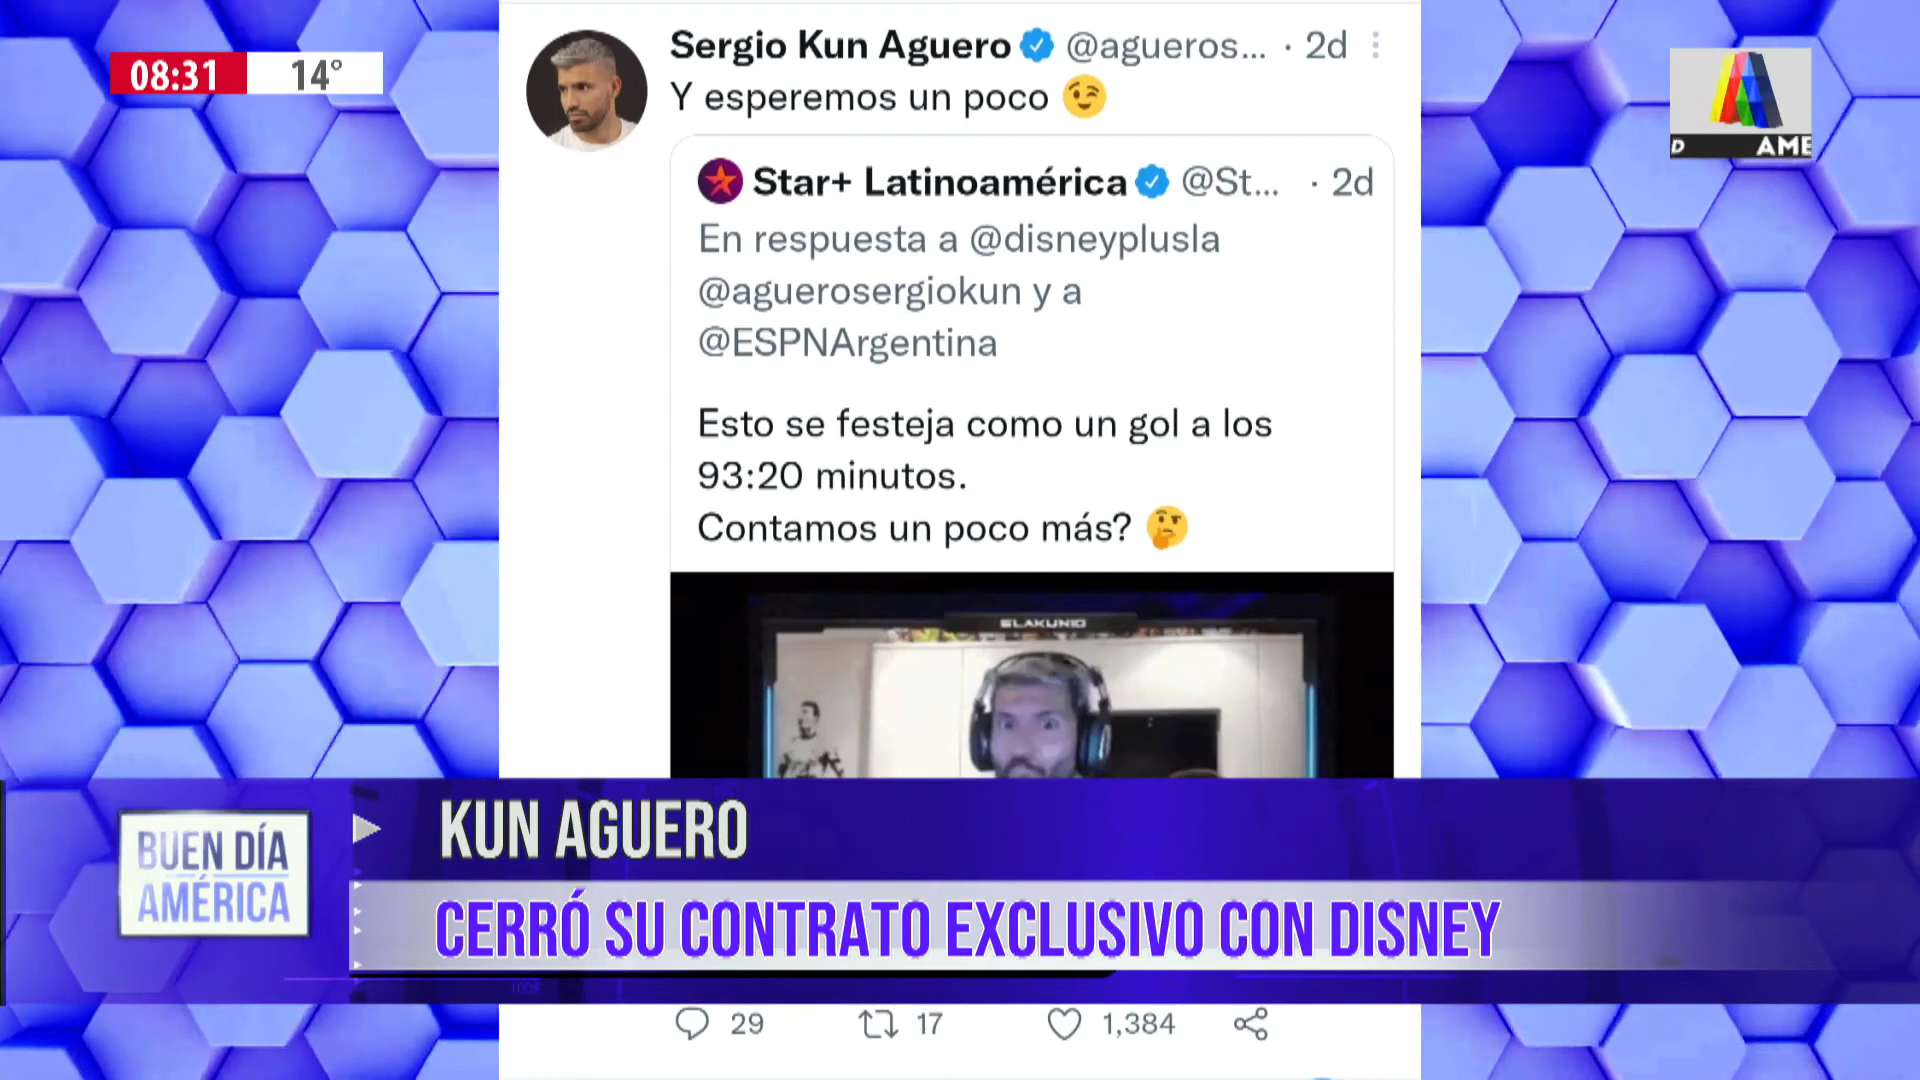 08:31 14°
Sergio Kun Aguero @agueros... · 2d
Y esperemos un poco 😉
Star+ Latinoamérica @St... · 2d
En respuesta a @disneyplusla
@aguerosergiokun y a
@ESPNArgentina
Esto se festeja como un gol a los
93:20 minutos.
Contamos un poco más? 🤔
ELAKUNIO
D AME
BUEN DÍA
AMÉRICA
KUN AGUERO
CERRÓ SU CONTRATO EXCLUSIVO CON DISNEY
29 17 1,384